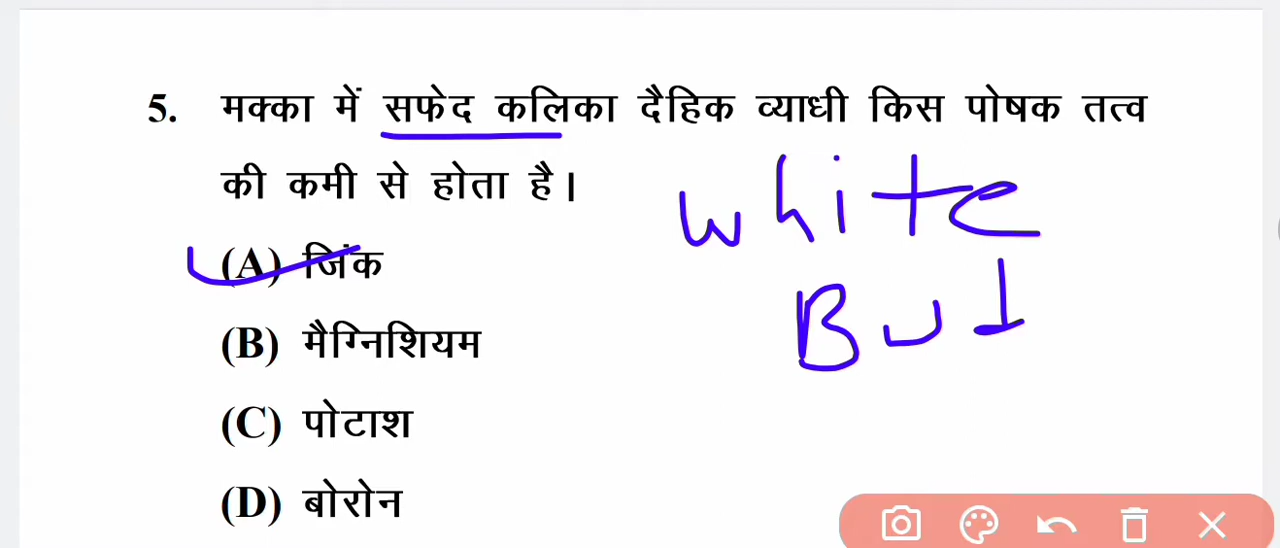 5. मक्का में सफेद कलिका दैहिक व्याधी किस पोषक तत्व
की कमी से होता है।
White
Bud
(A) जिंक
(B) मैग्निशियम
(C) पोटाश
(D) बोरोन